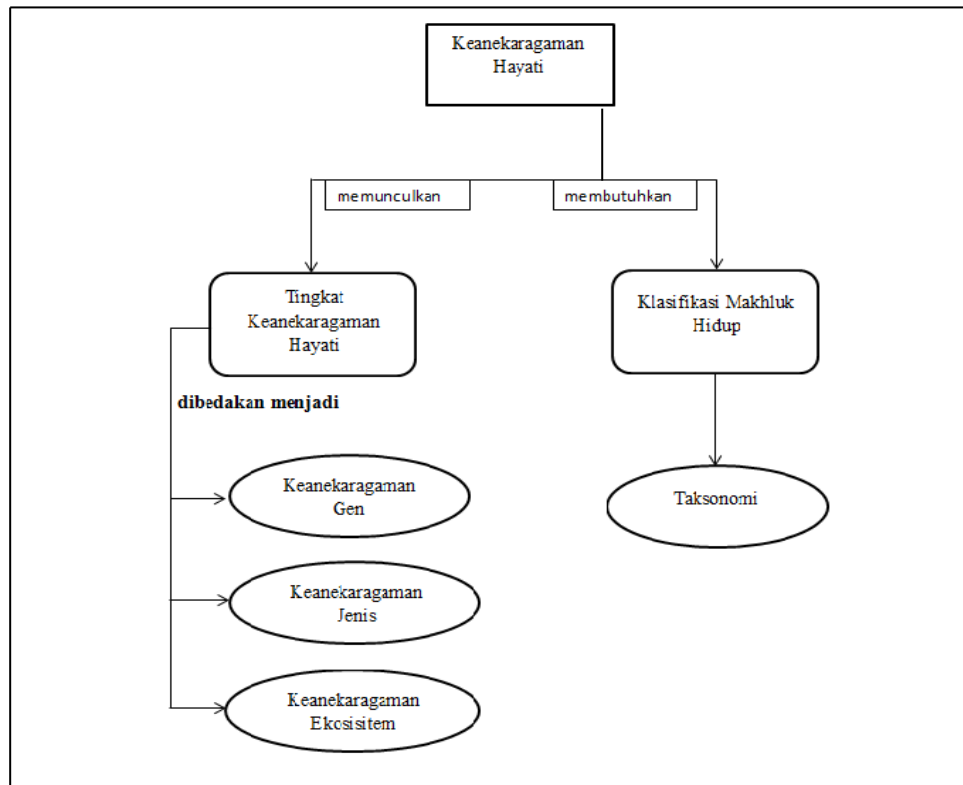 Keanekaragaman
Hayati
memunculkan
membutuhkan
Tingkat
Keanekaragaman
Hayati
Klasifikasi Makhluk
Hidup
dibedakan menjadi
Keanekaragaman
Gen
Taksonomi
Keanekaragaman
Jenis
Keanekaragaman
Ekosisitem